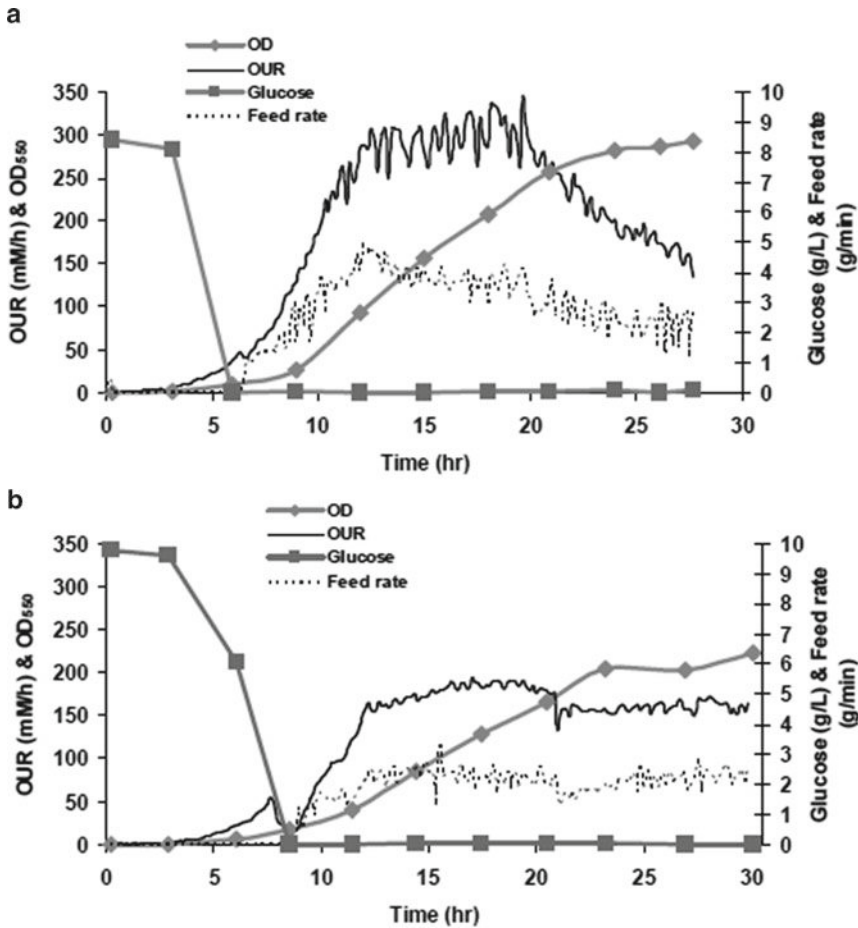 a
OD
OUR
Glucose
Feed rate
OUR (mM/h) & OD550
350
300
250
200
150
100
50
0
10
9
8
7
6
5
4
3
2
1
0
Glucose (g/L) & Feed rate
(g/min)
0 5 10 15 20 25 30
Time (hr)
b
OD
OUR
Glucose
Feed rate
OUR (mM/h) & OD550
350
300
250
200
150
100
50
0
10
9
8
7
6
5
4
3
2
1
0
Glucose (g/L) & Feed rate
(g/min)
0 5 10 15 20 25 30
Time (hr)